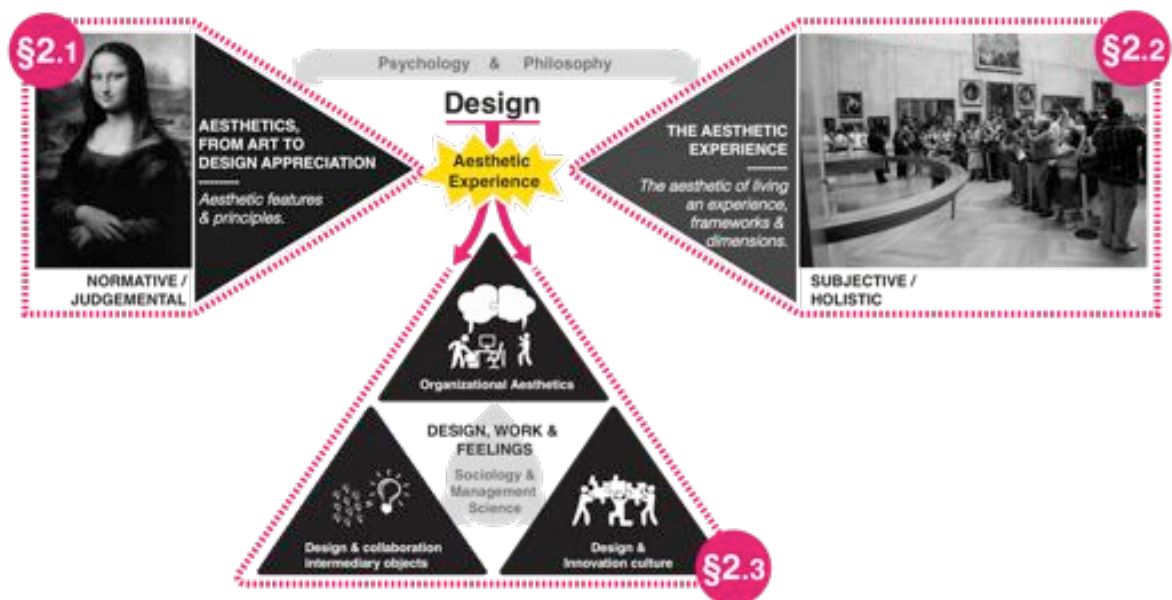 §2.1
AESTHETICS,
FROM ART TO
DESIGN APPRECIATION
Aesthetic features
& principles.
NORMATIVE /
JUDGEMENTAL
Psychology & Philosophy
Design
Aesthetic
Experience
§2.2
THE AESTHETIC
EXPERIENCE
The aesthetic of living
an experience,
frameworks &
dimensions.
SUBJECTIVE /
HOLISTIC
Organizational Aesthetics
DESIGN, WORK &
FEELINGS
Sociology &
Management
Science
Design & collaboration
intermediary objects
Design &
Innovation culture
§2.3